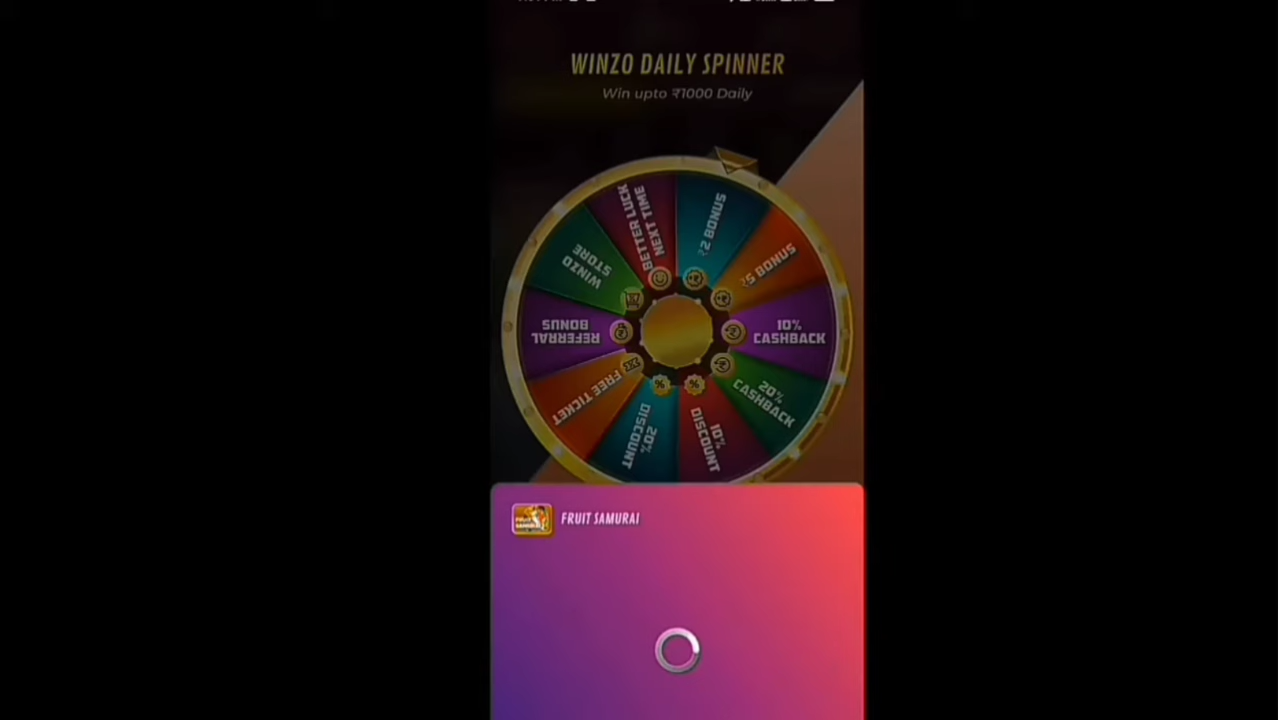 WINZO DAILY SPINNER
Win upto ₹1000 Daily
BETTER LUCK
NEXT TIME
₹2 BONUS
₹5 BONUS
10%
CASHBACK
20%
CASHBACK
10%
DISCOUNT
20%
DISCOUNT
FREE TICKET
REFERRAL
BONUS
WINZO
STORE
FRUIT SAMURAI